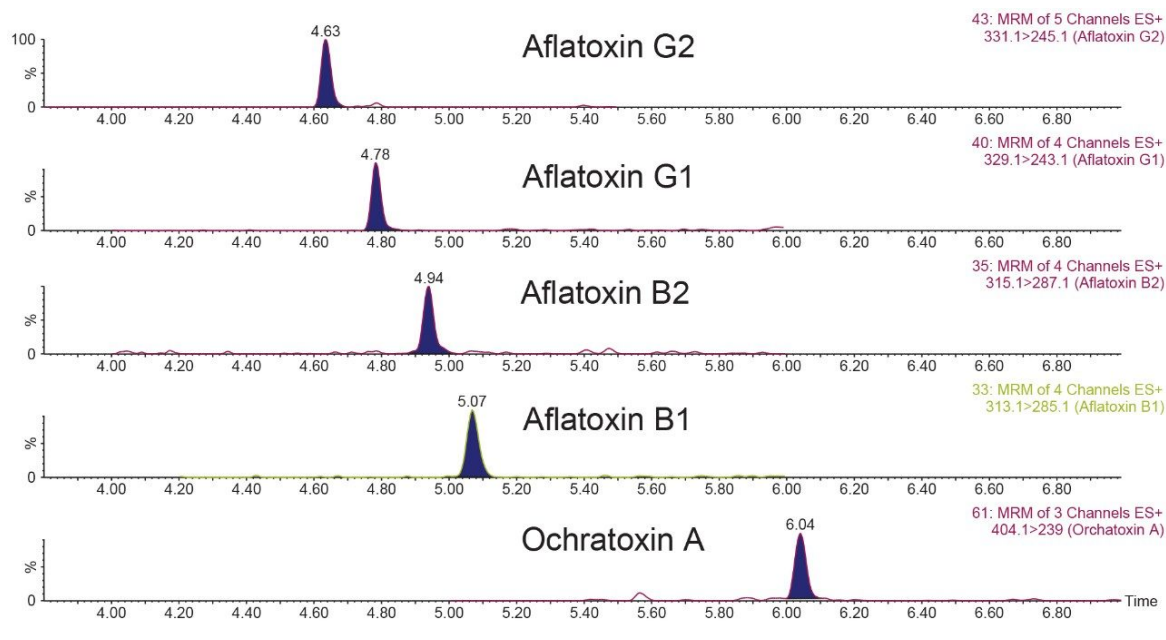 43: MRM of 5 Channels ES+
331.1>245.1 (Aflatoxin G2)
Aflatoxin G2
4.63
100
%
0
4.00 4.20 4.40 4.60 4.80 5.00 5.20 5.40 5.60 5.80 6.00 6.20 6.40 6.60 6.80
40: MRM of 4 Channels ES+
329.1>243.1 (Aflatoxin G1)
Aflatoxin G1
4.78
%
0
4.00 4.20 4.40 4.60 4.80 5.00 5.20 5.40 5.60 5.80 6.00 6.20 6.40 6.60 6.80
35: MRM of 4 Channels ES+
315.1>287.1 (Aflatoxin B2)
Aflatoxin B2
4.94
%
0
4.00 4.20 4.40 4.60 4.80 5.00 5.20 5.40 5.60 5.80 6.00 6.20 6.40 6.60 6.80
33: MRM of 4 Channels ES+
313.1>285.1 (Aflatoxin B1)
Aflatoxin B1
5.07
%
0
4.00 4.20 4.40 4.60 4.80 5.00 5.20 5.40 5.60 5.80 6.00 6.20 6.40 6.60 6.80
61: MRM of 3 Channels ES+
404.1>239 (Orchatoxin A)
Ochratoxin A
6.04
%
0
Time
4.00 4.20 4.40 4.60 4.80 5.00 5.20 5.40 5.60 5.80 6.00 6.20 6.40 6.60 6.80